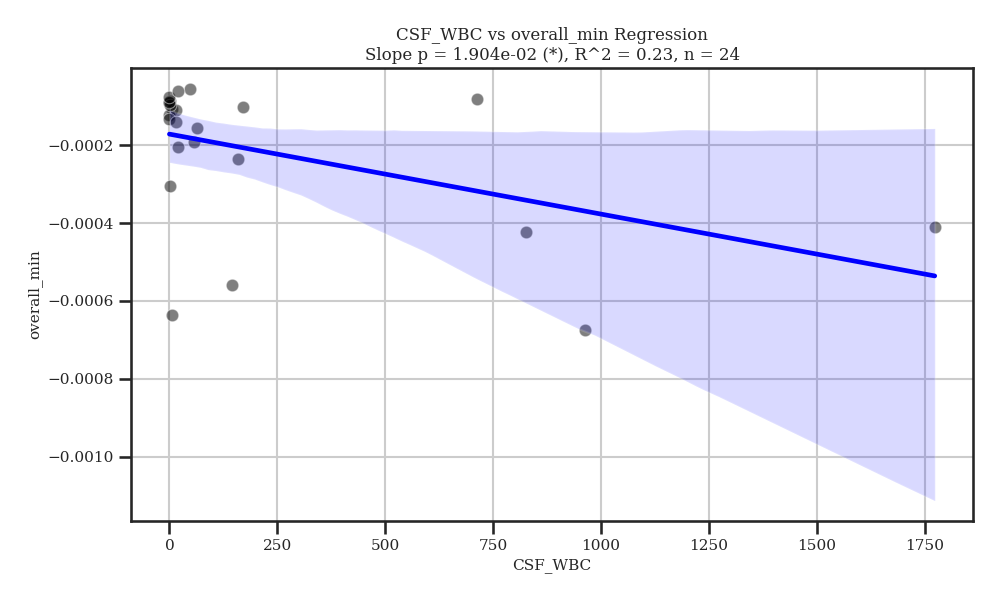 CSF_WBC vs overall_min Regression
Slope p = 1.904e-02 (*), R^2 = 0.23, n = 24
−0.0002
−0.0004
−0.0006
−0.0008
−0.0010
overall_min
0 250 500 750 1000 1250 1500 1750
CSF_WBC